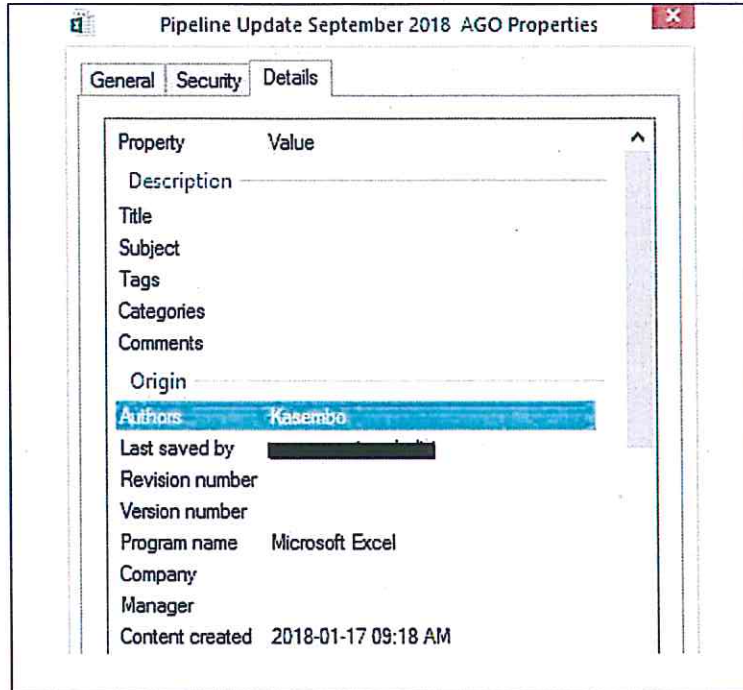 Pipeline Update September 2018 AGO Properties
General Security Details
Property Value
Description
Title
Subject
Tags
Categories
Comments
Origin
Authors Kasembo
Last saved by
Revision number
Version number
Program name Microsoft Excel
Company
Manager
Content created 2018-01-17 09:18 AM